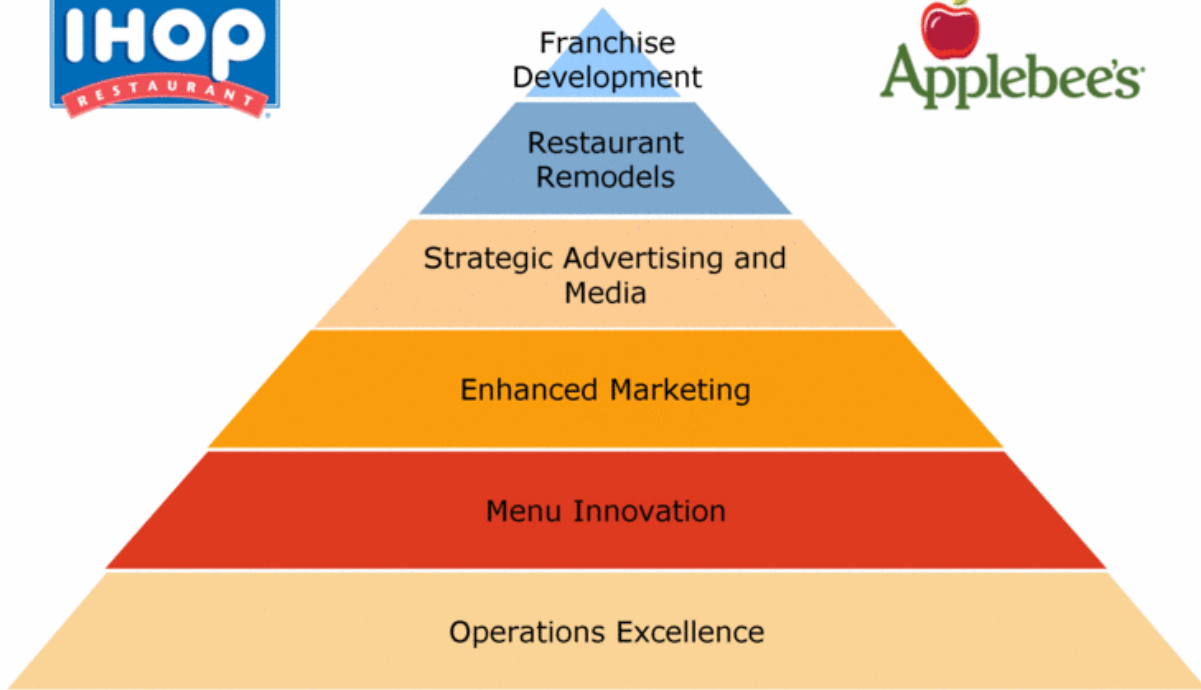 IHOP
RESTAURANT
Applebee's
Franchise
Development
Restaurant
Remodels
Strategic Advertising and
Media
Enhanced Marketing
Menu Innovation
Operations Excellence